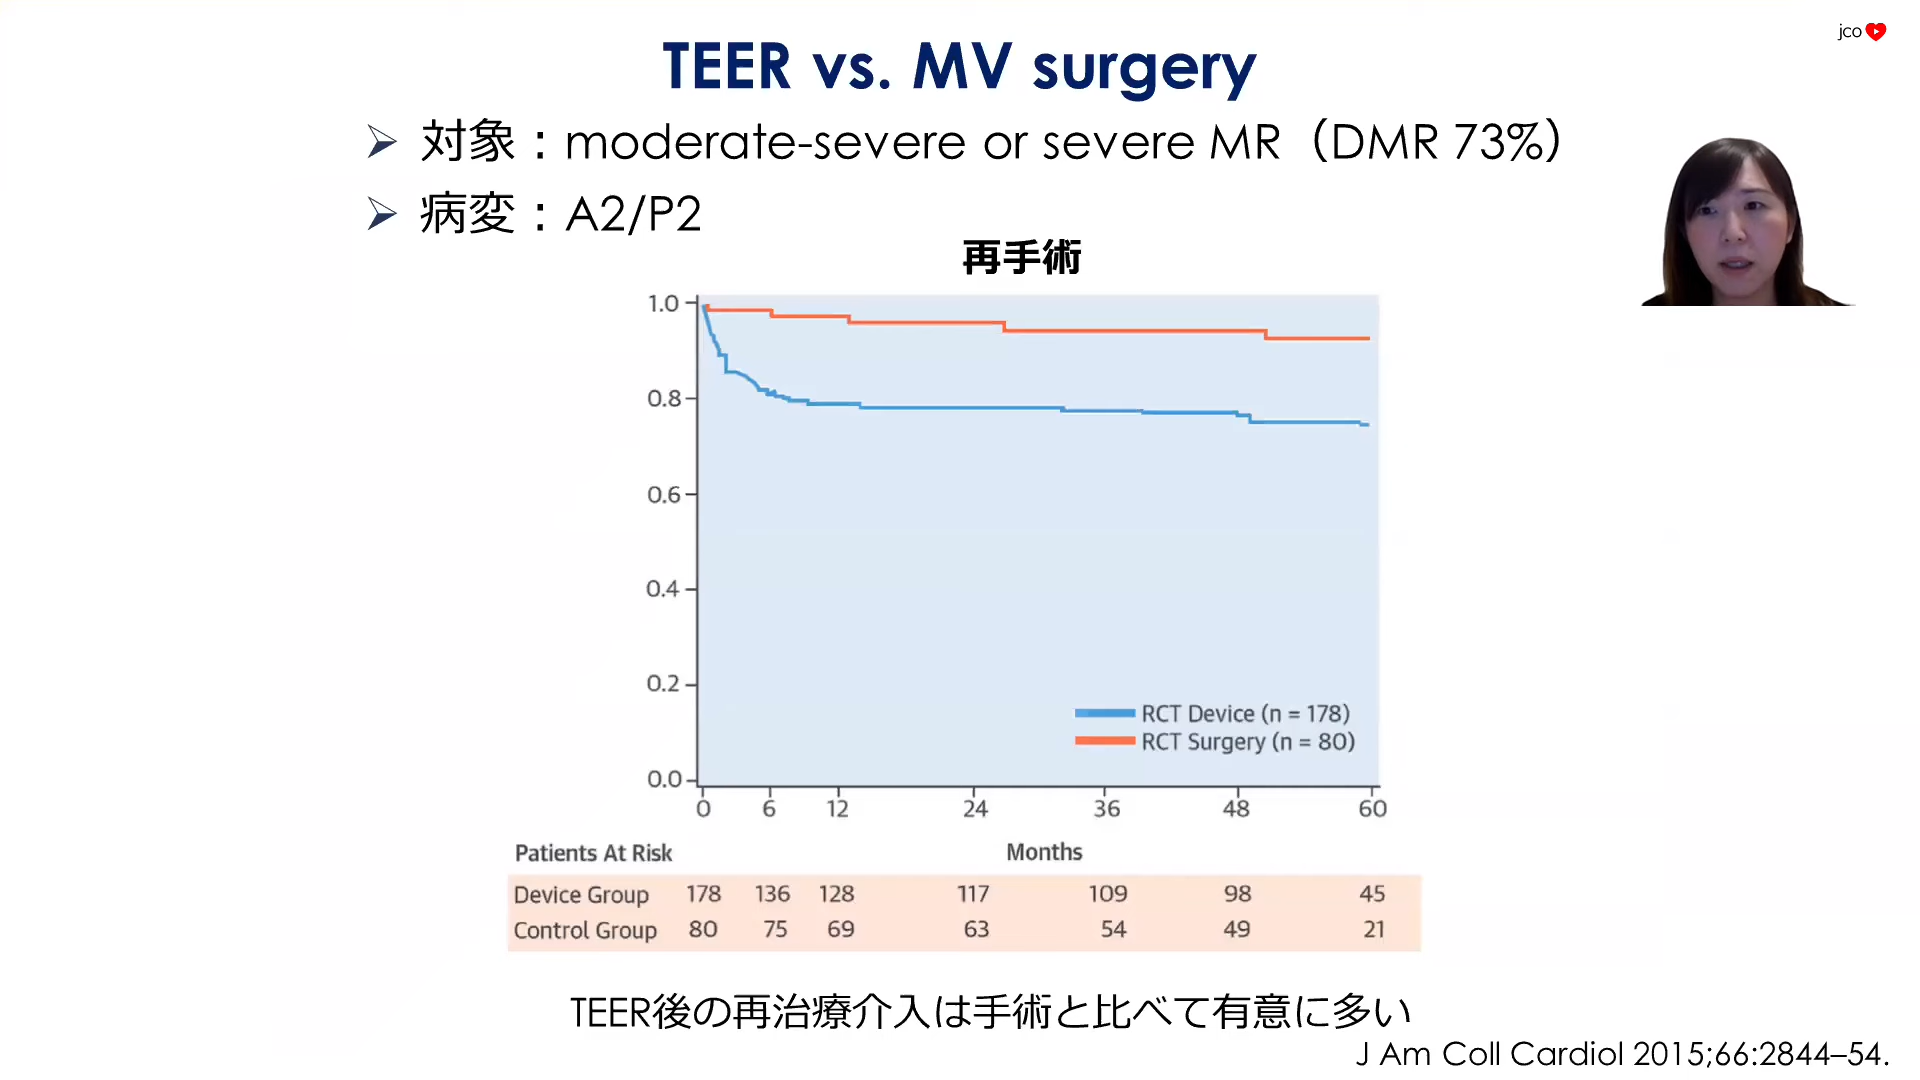 jco
TEER vs. MV surgery
対象：moderate-severe or severe MR（DMR 73%）
病変：A2/P2
再手術
1.0
0.8
0.6
0.4
0.2
0.0
RCT Device (n = 178)
RCT Surgery (n = 80)
0 6 12 24 36 48 60
Patients At Risk Months
Device Group 178 136 128 117 109 98 45
Control Group 80 75 69 63 54 49 21
TEER後の再治療介入は手術と比べて有意に多い
J Am Coll Cardiol 2015;66:2844–54.